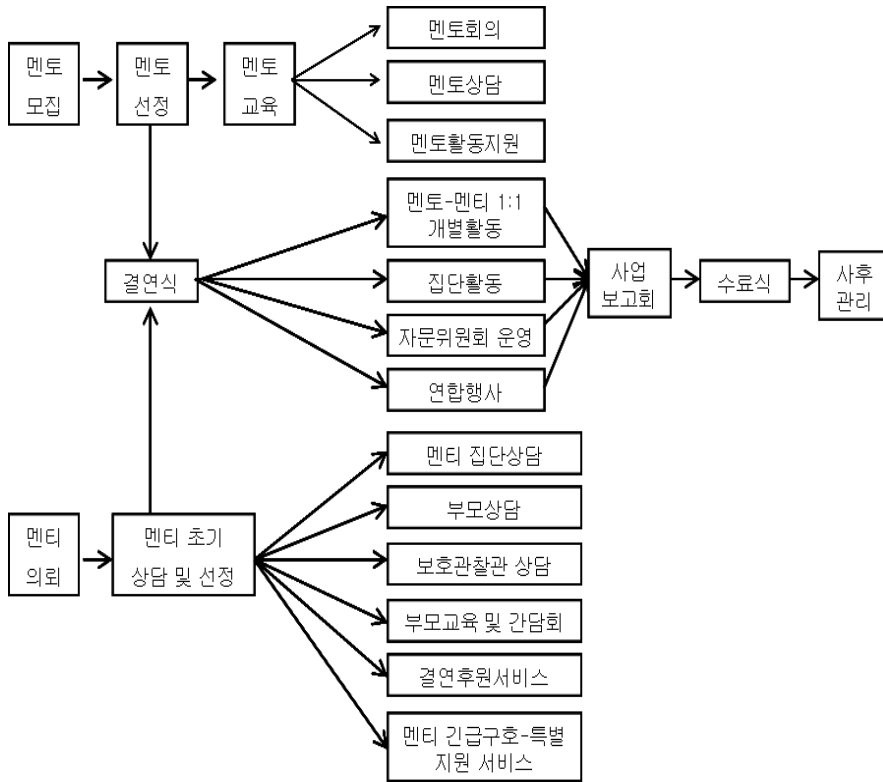 멘토
모집
멘토
선정
멘토
교육
멘토회의
멘토상담
멘토활동지원
결연식
멘토-멘티 1:1
개별활동
집단활동
자문위원회 운영
연합행사
사업
보고회
수료식
사후
관리
멘티
의뢰
멘티 초기
상담 및 선정
멘티 집단상담
부모상담
보호관찰관 상담
부모교육 및 간담회
결연후원서비스
멘티 긴급구호-특별
지원 서비스